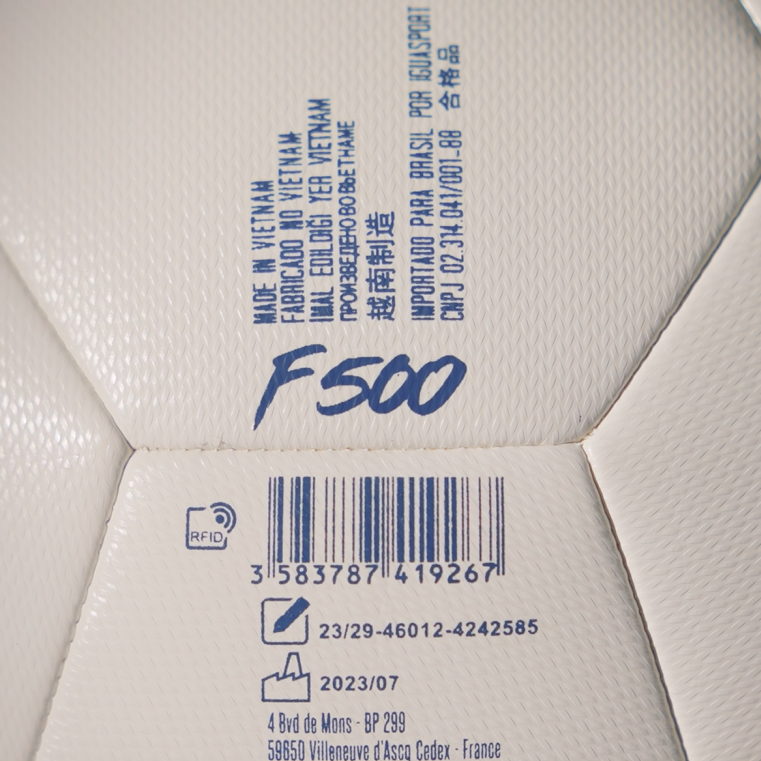 MADE IN VIETNAM
FABRICADO NO VIETNAM
IMAL EDILDIĞI YER VIETNAM
ПРОИЗВЕДЕНО ВО ВЬЕТНАМЕ
越南制造
IMPORTADO PARA BRASIL POR IGUASPORT
CNPJ 02.314.041/001-88 合格品
F500
RFID
3 583787 419267
23/29-46012-4242585
2023/07
4 Bvd de Mons - BP 299
59650 Villeneuve d'Ascq Cedex - France